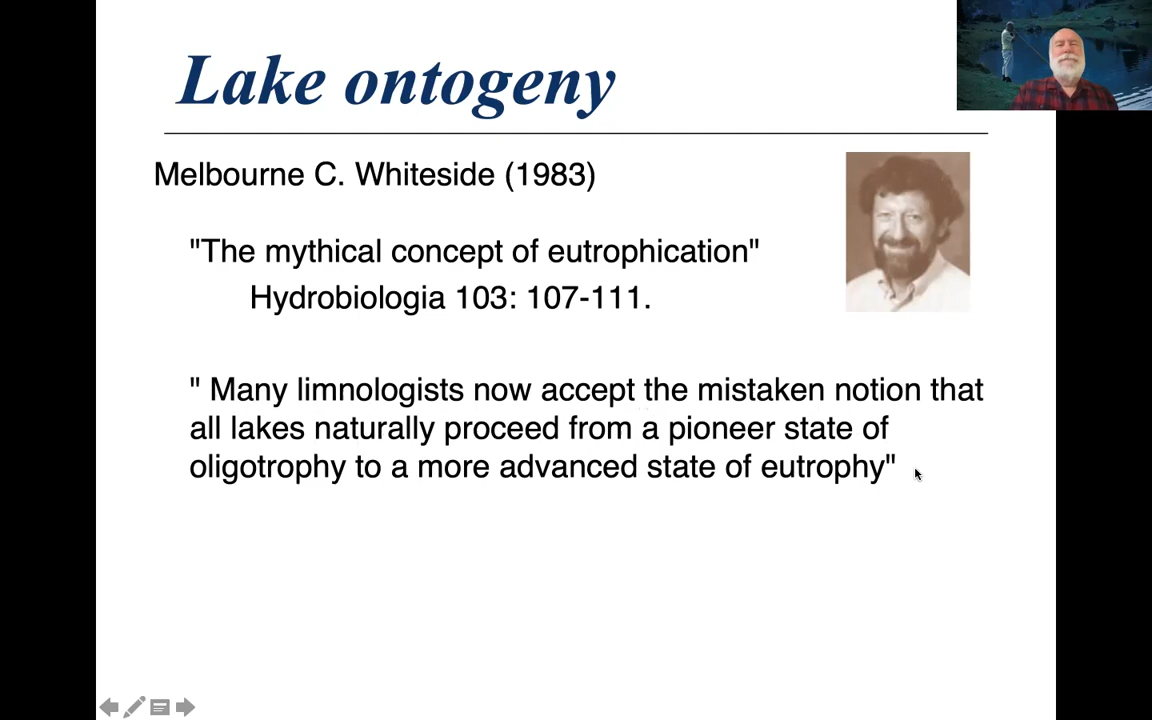 Lake ontogeny
Melbourne C. Whiteside (1983)
"The mythical concept of eutrophication"
Hydrobiologia 103: 107-111.
" Many limnologists now accept the mistaken notion that
all lakes naturally proceed from a pioneer state of
oligotrophy to a more advanced state of eutrophy"